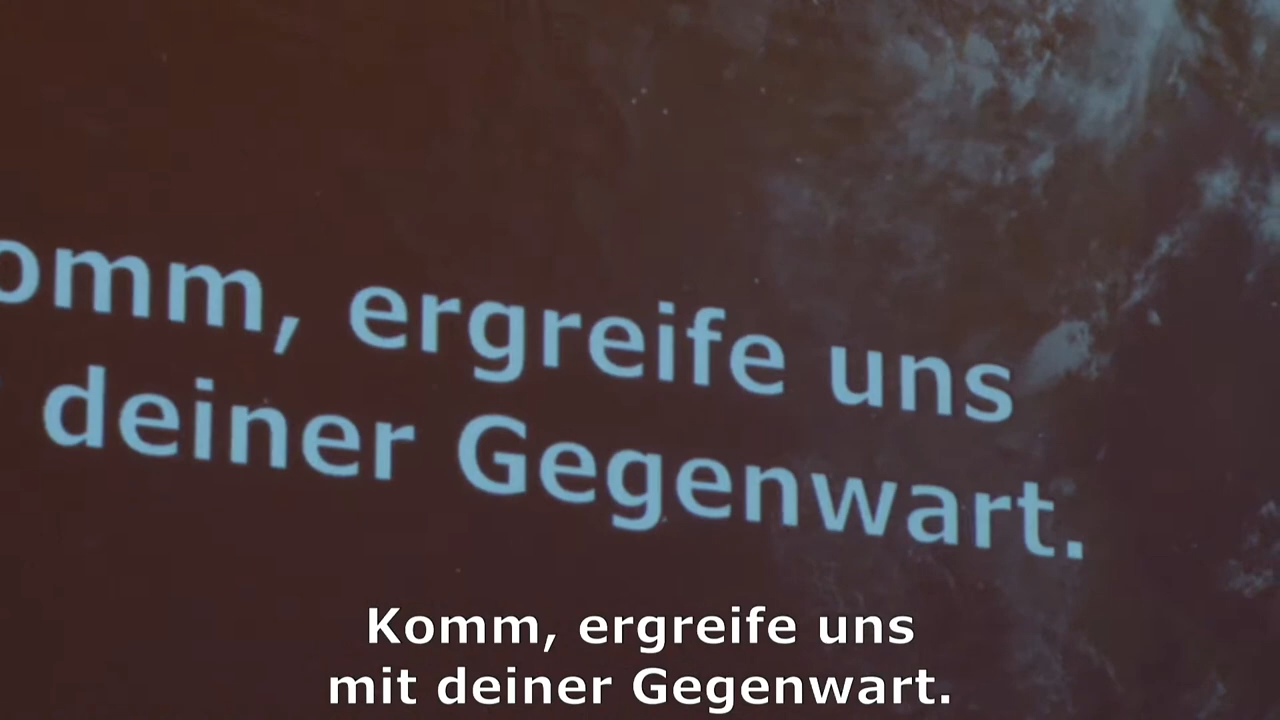 omm, ergreife uns
deiner Gegenwart.
Komm, ergreife uns
mit deiner Gegenwart.